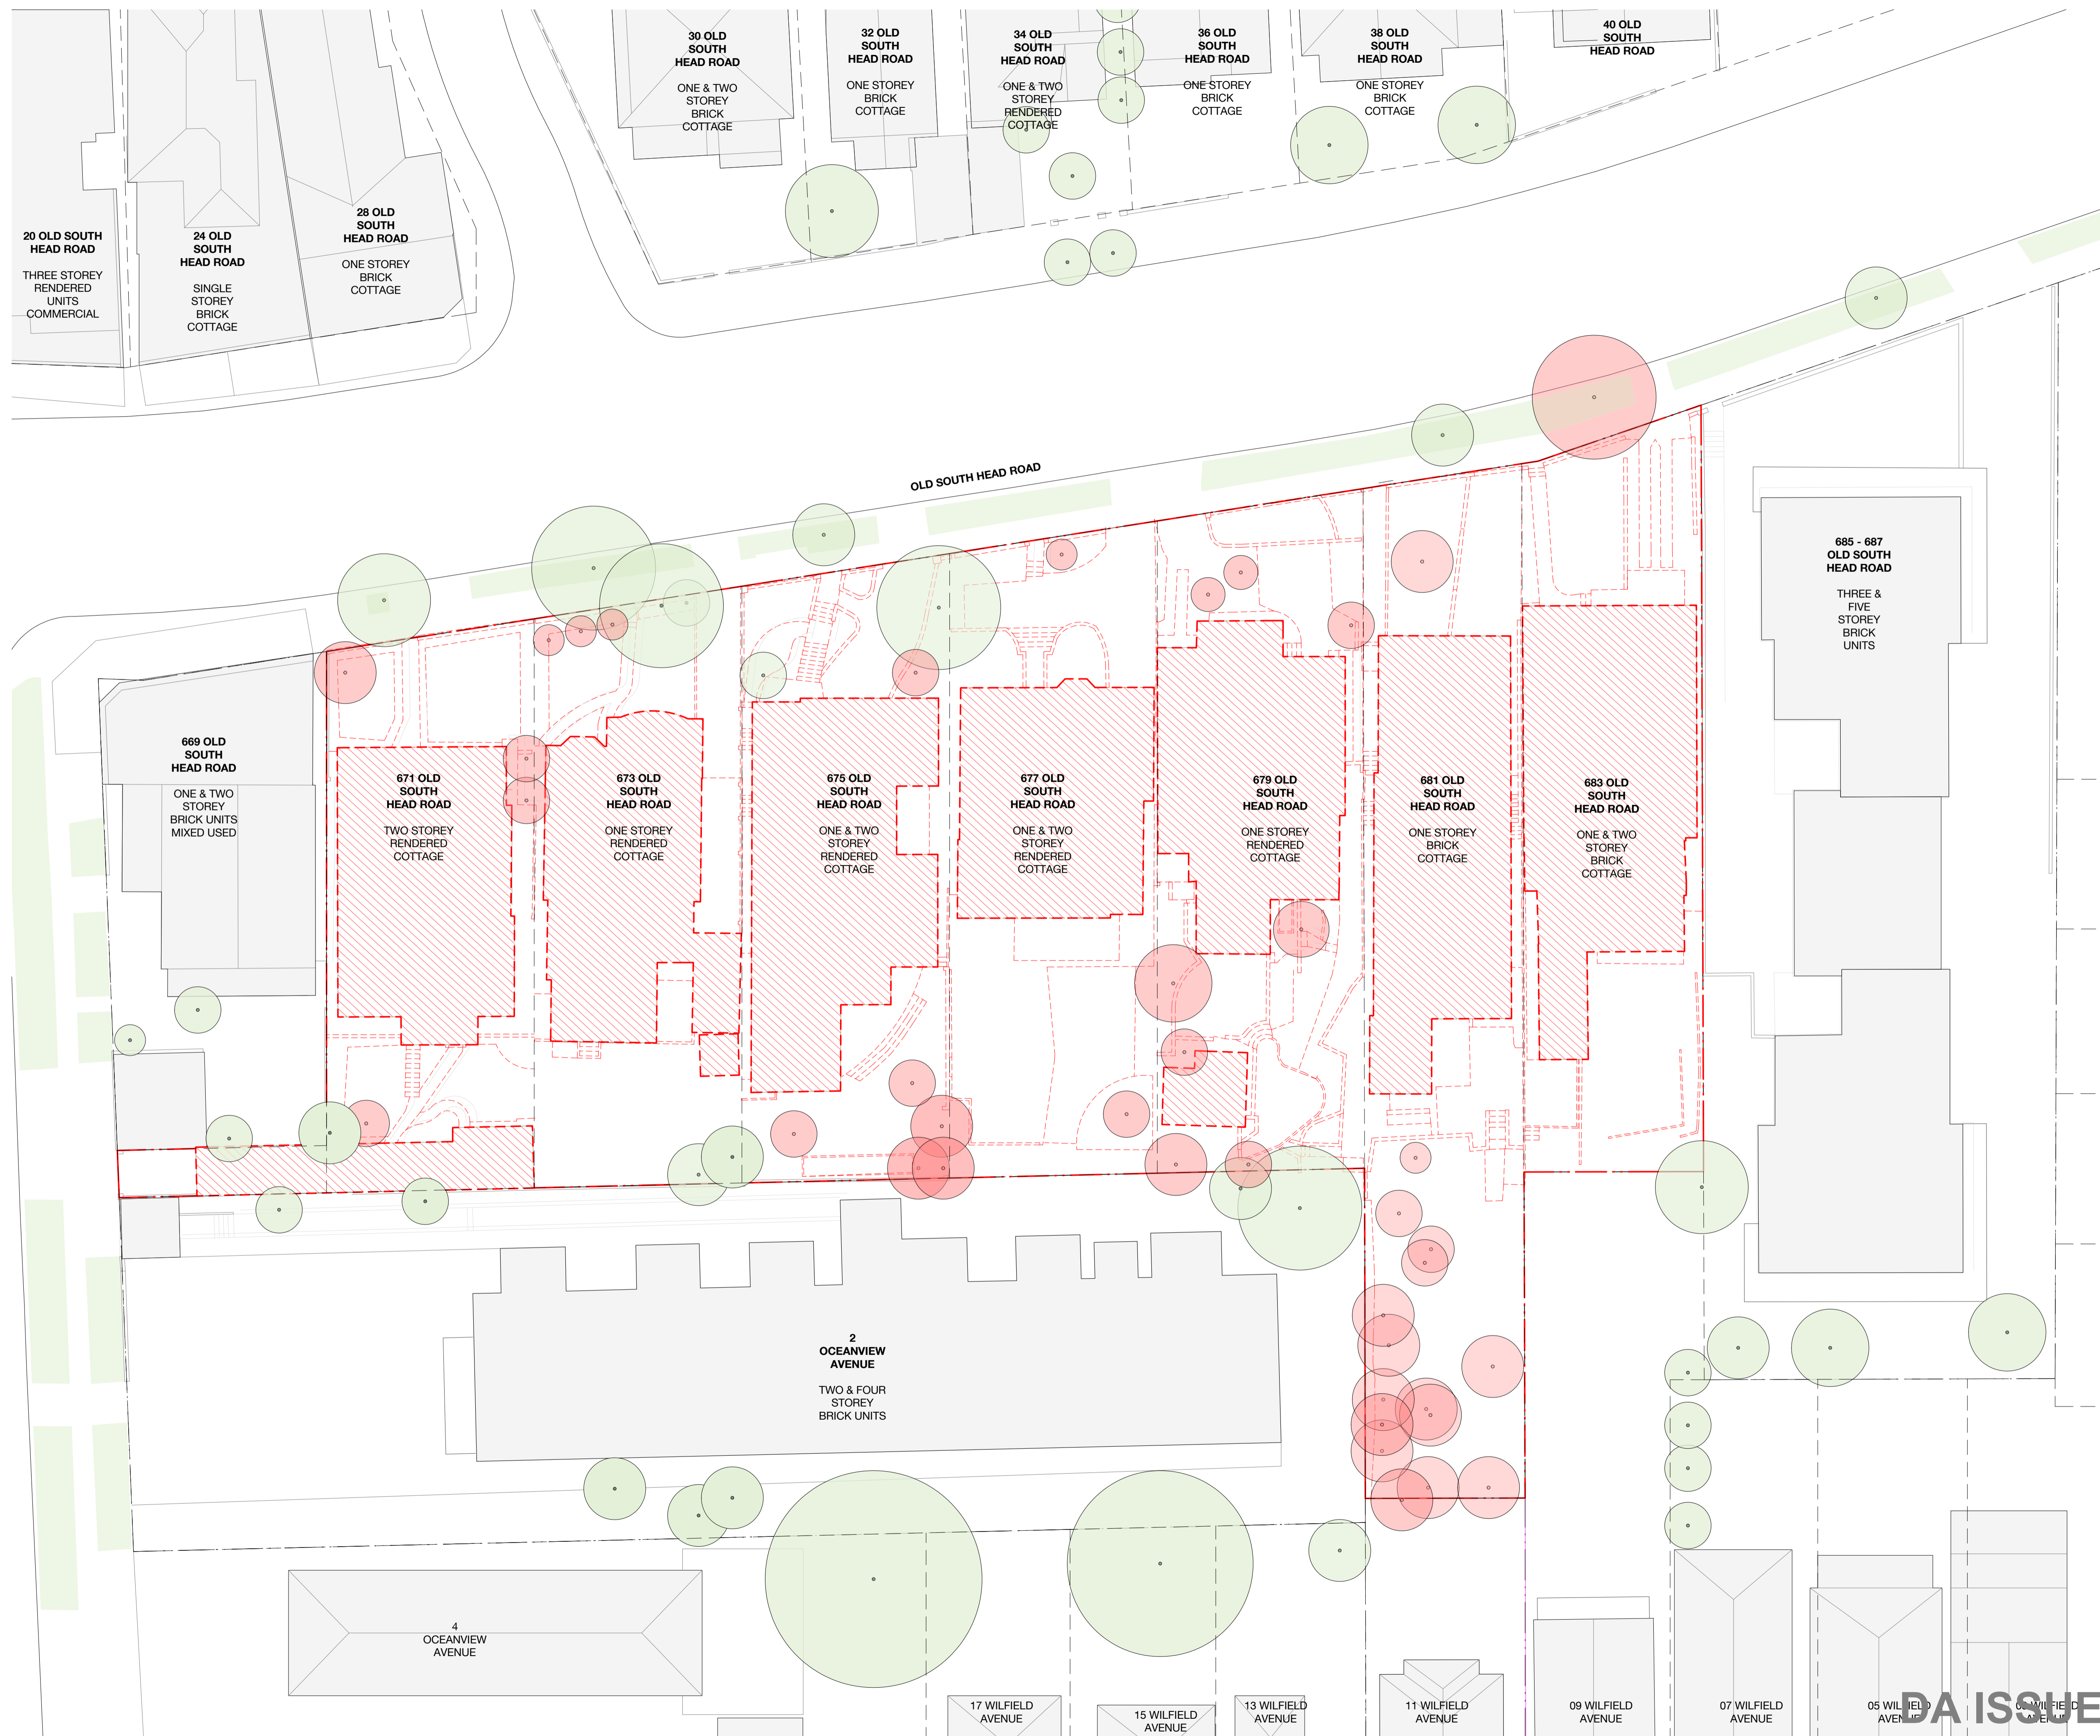 30 OLD
SOUTH
HEAD ROAD
ONE & TWO
STOREY
BRICK
COTTAGE
32 OLD
SOUTH
HEAD ROAD
ONE STOREY
BRICK
COTTAGE
34 OLD
SOUTH
HEAD ROAD
ONE & TWO
STOREY
RENDERED
COTTAGE
36 OLD
SOUTH
HEAD ROAD
ONE STOREY
BRICK
COTTAGE
38 OLD
SOUTH
HEAD ROAD
ONE STOREY
BRICK
COTTAGE
40 OLD
SOUTH
HEAD ROAD
20 OLD SOUTH
HEAD ROAD
THREE STOREY
RENDERED
UNITS
COMMERCIAL
24 OLD
SOUTH
HEAD ROAD
SINGLE
STOREY
BRICK
COTTAGE
28 OLD
SOUTH
HEAD ROAD
ONE STOREY
BRICK
COTTAGE
OLD SOUTH HEAD ROAD
685 - 687
OLD SOUTH
HEAD ROAD
THREE &
FIVE
STOREY
BRICK
UNITS
669 OLD
SOUTH
HEAD ROAD
ONE & TWO
STOREY
BRICK UNITS
MIXED USED
671 OLD
SOUTH
HEAD ROAD
TWO STOREY
RENDERED
COTTAGE
673 OLD
SOUTH
HEAD ROAD
ONE STOREY
RENDERED
COTTAGE
675 OLD
SOUTH
HEAD ROAD
ONE & TWO
STOREY
RENDERED
COTTAGE
677 OLD
SOUTH
HEAD ROAD
ONE & TWO
STOREY
RENDERED
COTTAGE
679 OLD
SOUTH
HEAD ROAD
ONE STOREY
RENDERED
COTTAGE
681 OLD
SOUTH
HEAD ROAD
ONE STOREY
BRICK
COTTAGE
683 OLD
SOUTH
HEAD ROAD
ONE & TWO
STOREY
BRICK
COTTAGE
2
OCEANVIEW
AVENUE
TWO & FOUR
STOREY
BRICK UNITS
4
OCEANVIEW
AVENUE
17 WILFIELD
AVENUE
15 WILFIELD
AVENUE
13 WILFIELD
AVENUE
11 WILFIELD
AVENUE
09 WILFIELD
AVENUE
07 WILFIELD
AVENUE
05 WILFIELD
AVENUE
WILFIELD
AVENUE
DA ISSUE